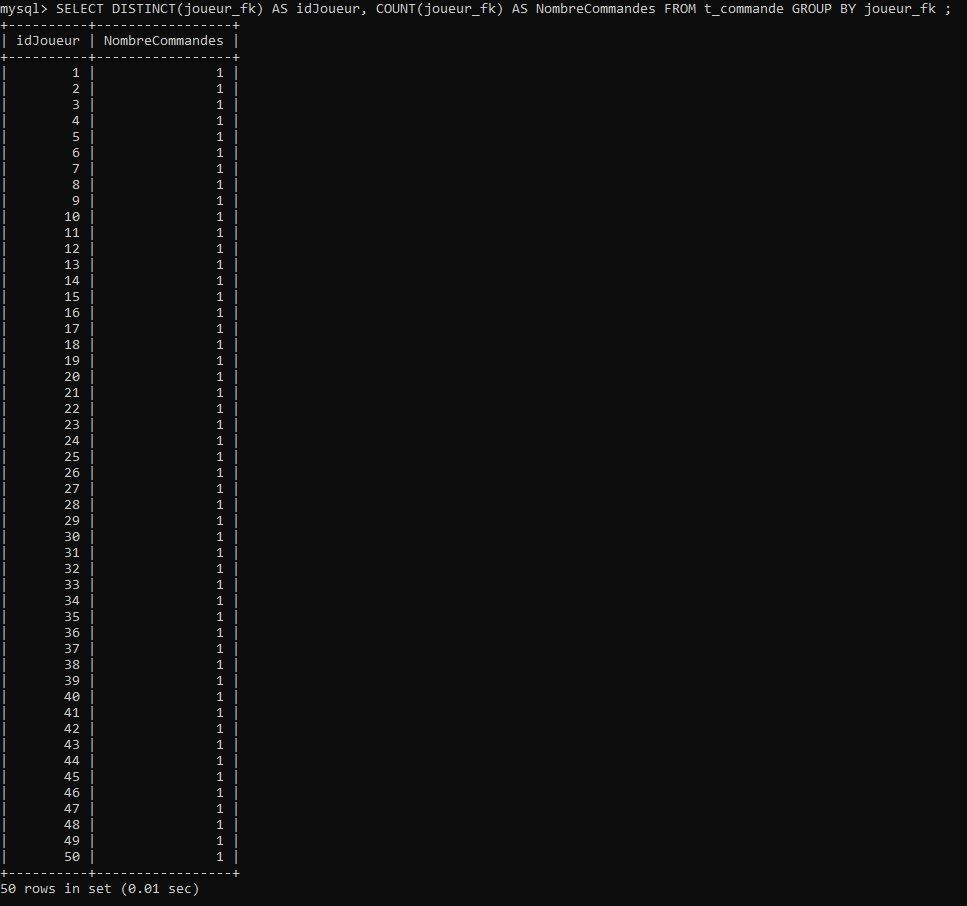 mysql> SELECT DISTINCT(joueur_fk) AS idJoueur, COUNT(joueur_fk) AS NombreCommandes FROM t_commande GROUP BY joueur_fk ;
+----------+-----------------+
| idJoueur | NombreCommandes |
+----------+-----------------+
|        1 |               1 |
|        2 |               1 |
|        3 |               1 |
|        4 |               1 |
|        5 |               1 |
|        6 |               1 |
|        7 |               1 |
|        8 |               1 |
|        9 |               1 |
|       10 |               1 |
|       11 |               1 |
|       12 |               1 |
|       13 |               1 |
|       14 |               1 |
|       15 |               1 |
|       16 |               1 |
|       17 |               1 |
|       18 |               1 |
|       19 |               1 |
|       20 |               1 |
|       21 |               1 |
|       22 |               1 |
|       23 |               1 |
|       24 |               1 |
|       25 |               1 |
|       26 |               1 |
|       27 |               1 |
|       28 |               1 |
|       29 |               1 |
|       30 |               1 |
|       31 |               1 |
|       32 |               1 |
|       33 |               1 |
|       34 |               1 |
|       35 |               1 |
|       36 |               1 |
|       37 |               1 |
|       38 |               1 |
|       39 |               1 |
|       40 |               1 |
|       41 |               1 |
|       42 |               1 |
|       43 |               1 |
|       44 |               1 |
|       45 |               1 |
|       46 |               1 |
|       47 |               1 |
|       48 |               1 |
|       49 |               1 |
|       50 |               1 |
+----------+-----------------+
50 rows in set (0.01 sec)